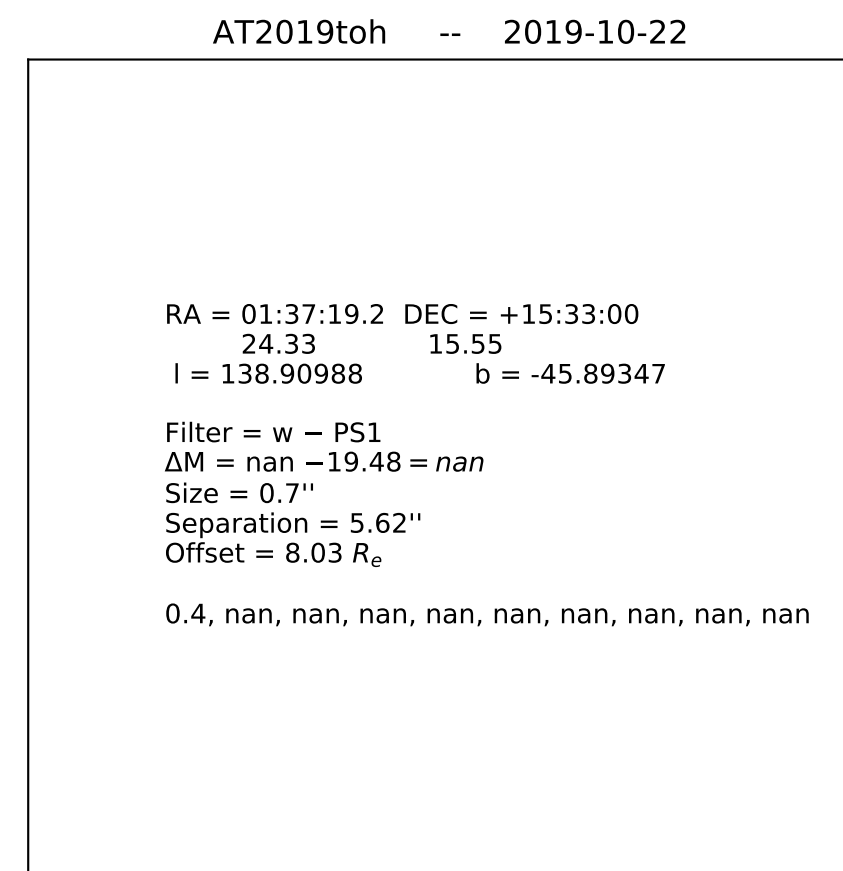 AT2019toh -- 2019-10-22
RA = 01:37:19.2 DEC = +15:33:00
24.33 15.55
l = 138.90988 b = -45.89347
Filter = w − PS1
ΔM = nan −19.48 = nan
Size = 0.7''
Separation = 5.62''
Offset = 8.03 Rₑ
0.4, nan, nan, nan, nan, nan, nan, nan, nan, nan